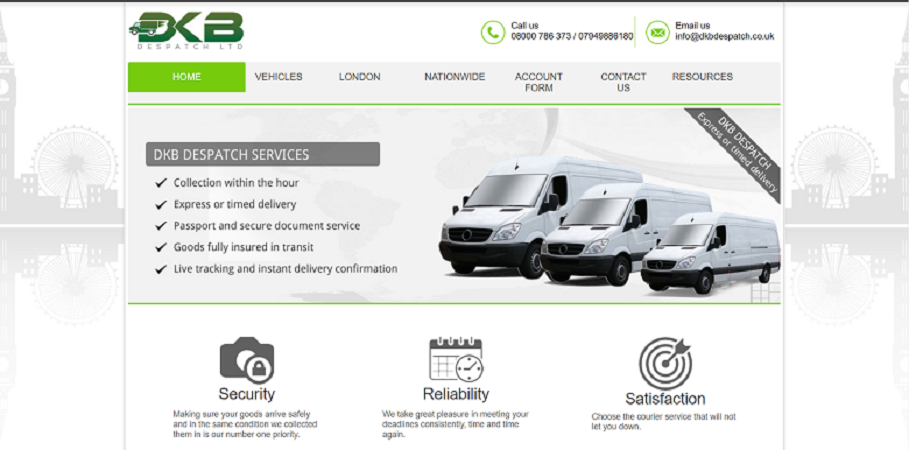 DKB
DESPATCH LTD
Call us
08000 786 373 / 07949886180
Email us
info@dkbdespatch.co.uk
HOME
VEHICLES
LONDON
NATIONWIDE
ACCOUNT
FORM
CONTACT
US
RESOURCES
DKB DESPATCH SERVICES
Collection within the hour
Express or timed delivery
Passport and secure document service
Goods fully insured in transit
Live tracking and instant delivery confirmation
DKB DESPATCH
Express or timed delivery
Security
Making sure your goods arrive safely
and in the same condition we collected
them in is our number one priority.
Reliability
We take great pleasure in meeting your
deadlines consistently, time and time
again.
Satisfaction
Choose the courier service that will not
let you down.